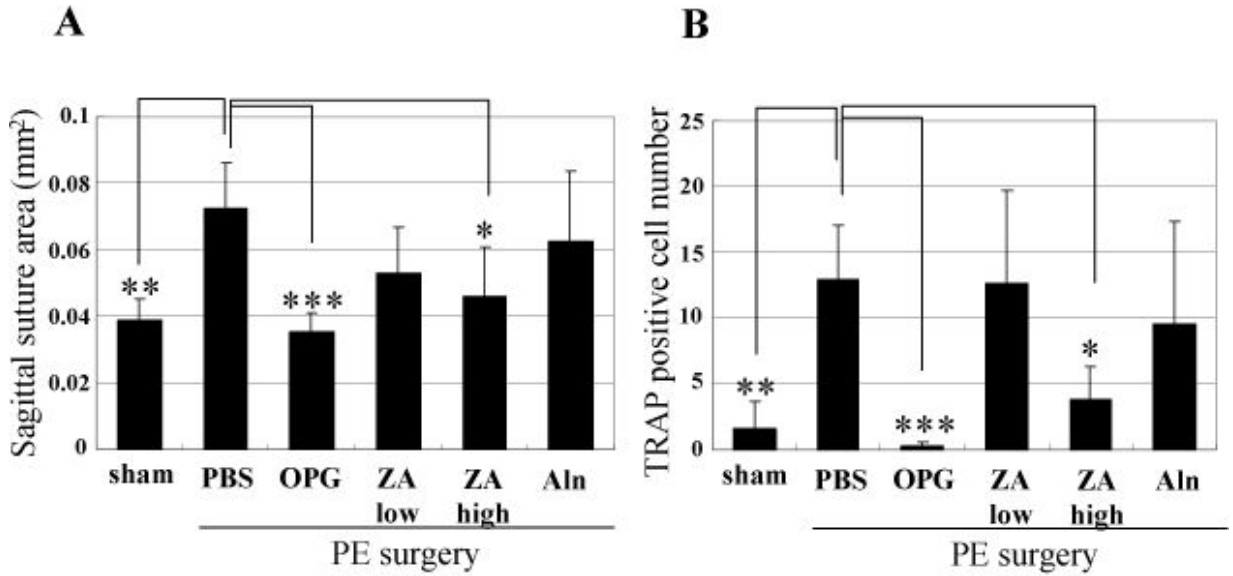 A
Sagittal suture area (mm²)
0.1
0.08
0.06
0.04
0.02
0
**
***
*
sham PBS OPG ZA low ZA high Aln
PE surgery
B
TRAP positive cell number
25
20
15
10
5
0
**
***
*
sham PBS OPG ZA low ZA high Aln
PE surgery